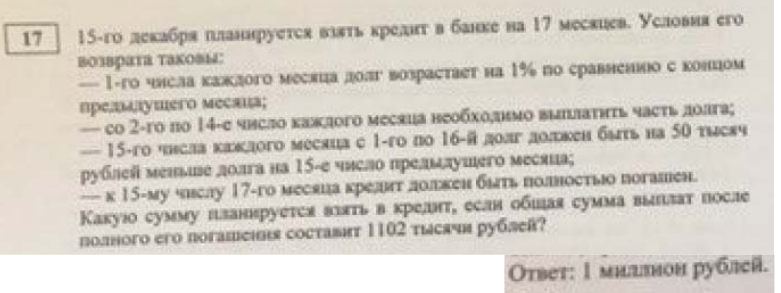 17
15-го декабря планируется взять кредит в банке на 17 месяцев. Условия его
возврата таковы:
— 1-го числа каждого месяца долг возрастает на 1% по сравнению с концом
предыдущего месяца;
— со 2-го по 14-е число каждого месяца необходимо выплатить часть долга;
— 15-го числа каждого месяца с 1-го по 16-й долг должен быть на 50 тысяч
рублей меньше долга на 15-е число предыдущего месяца;
— к 15-му числу 17-го месяца кредит должен быть полностью погашен.
Какую сумму планируется взять в кредит, если общая сумма выплат после
полного его погашения составит 1102 тысячи рублей?
Ответ: 1 миллион рублей.